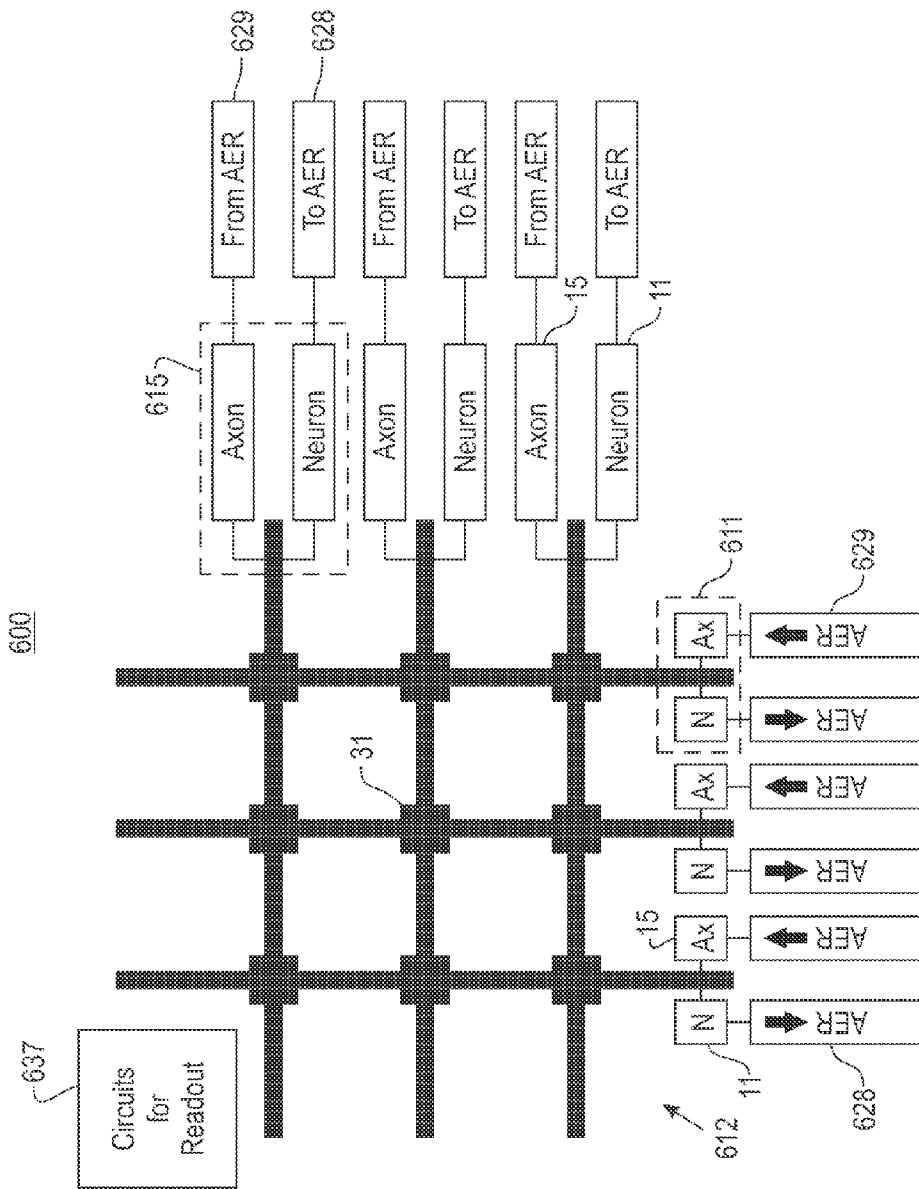 600
637
Circuits
for
Readout
615
Axon
From AER
629
Neuron
To AER
628
Axon
From AER
31
Neuron
To AER
15
Axon
From AER
11
Neuron
To AER
611
15
N
Ax
N
Ax
N
Ax
612
11
629
AER
AER
AER
AER
AER
AER
628